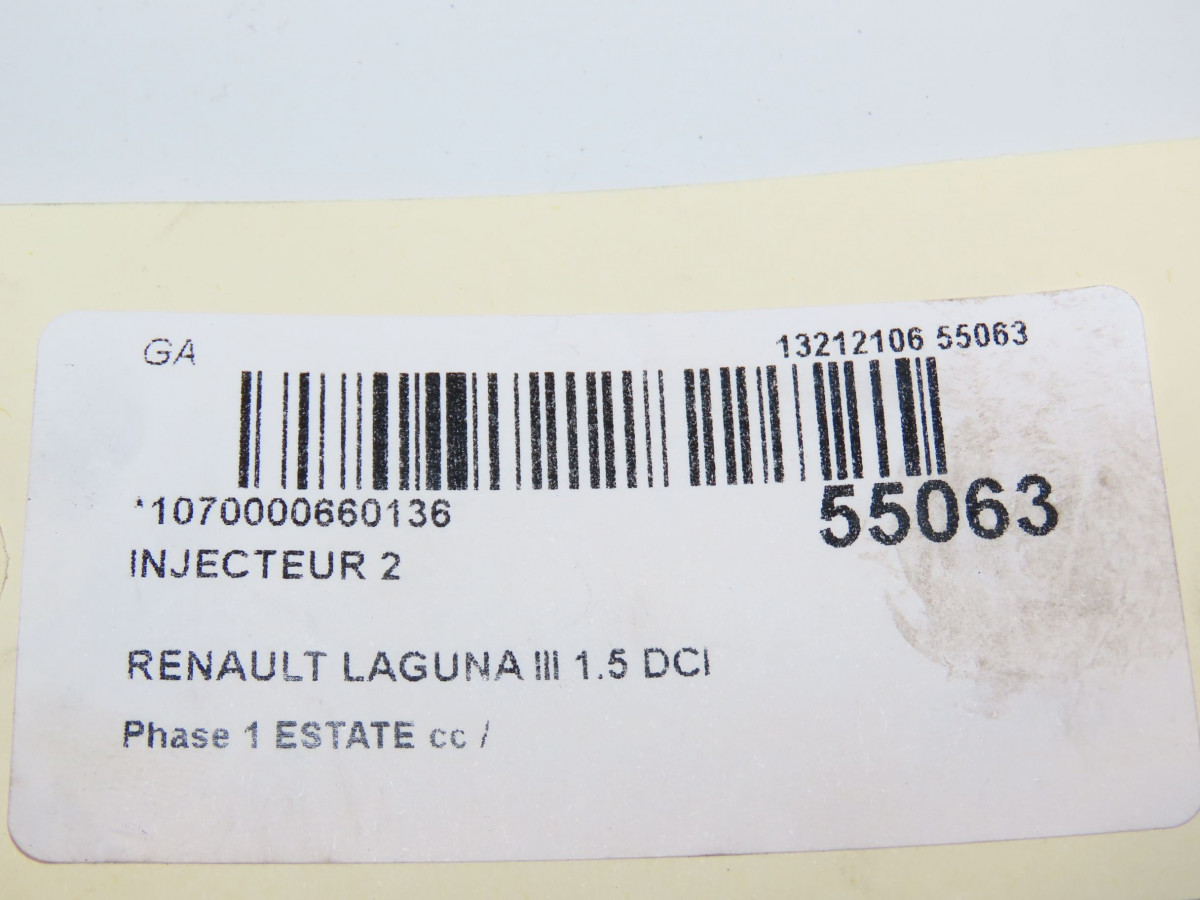 GA
13212106 55063
*1070000660136
55063
INJECTEUR 2
RENAULT LAGUNA III 1.5 DCI
Phase 1 ESTATE cc /